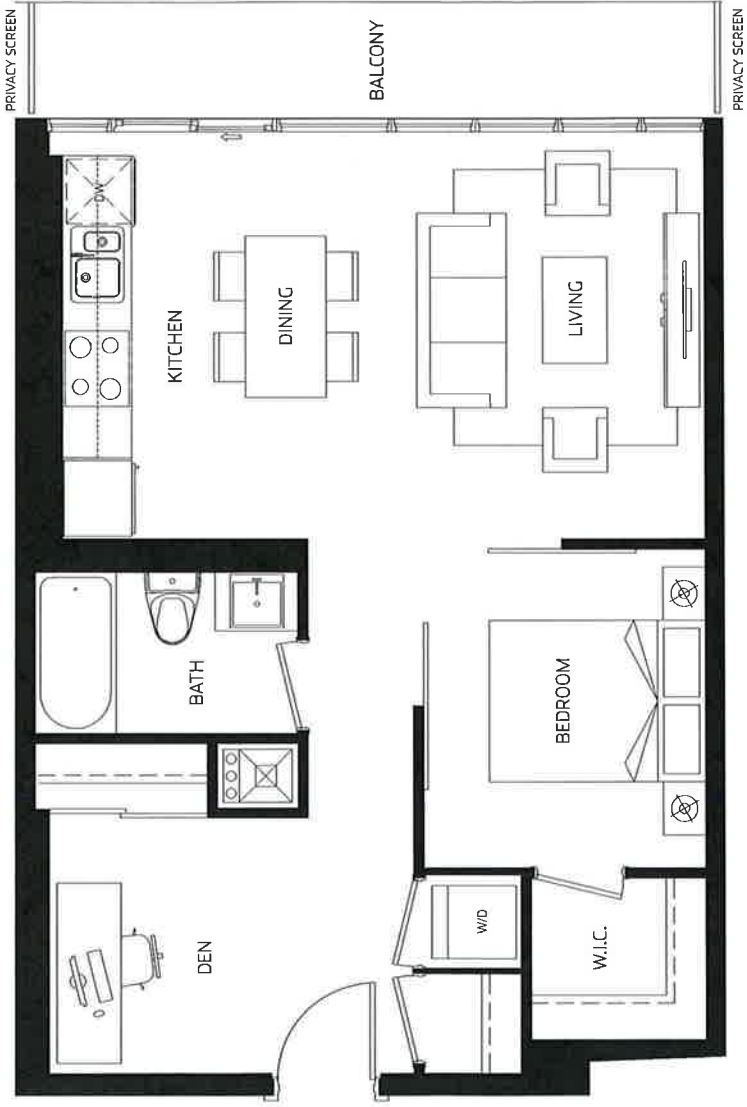 PRIVACY SCREEN
BALCONY
PRIVACY SCREEN
DW
KITCHEN
DINING
LIVING
BATH
BEDROOM
DEN
W/D
W.I.C.